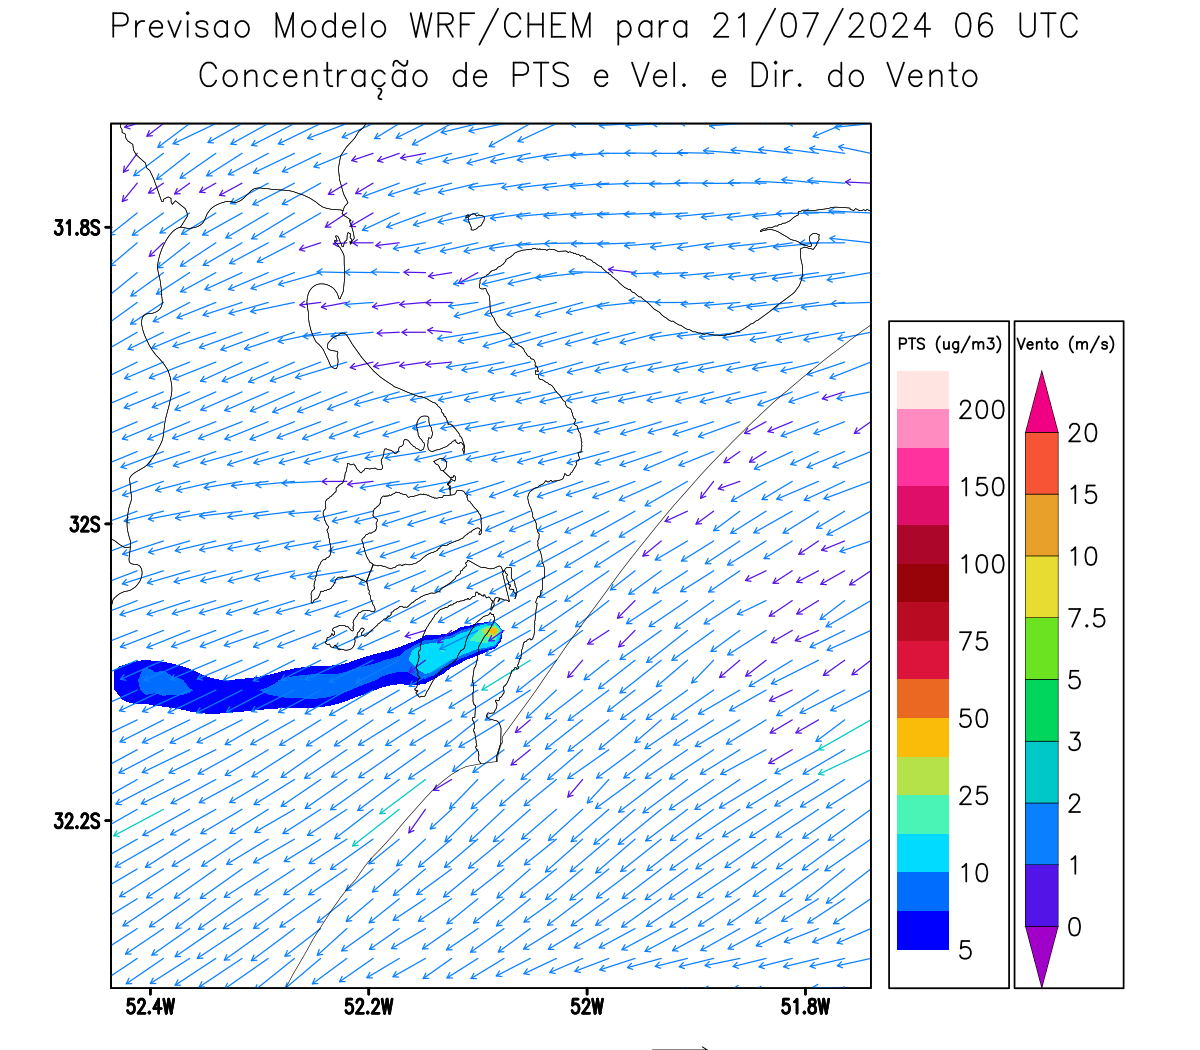 Previsao Modelo WRF/CHEM para 21/07/2024 06 UTC
Concentração de PTS e Vel. e Dir. do Vento
31.8S
32S
32.2S
52.4W 52.2W 52W 51.8W
PTS (ug/m3)
200
150
100
75
50
25
10
5
Vento (m/s)
20
15
10
7.5
5
3
2
1
0